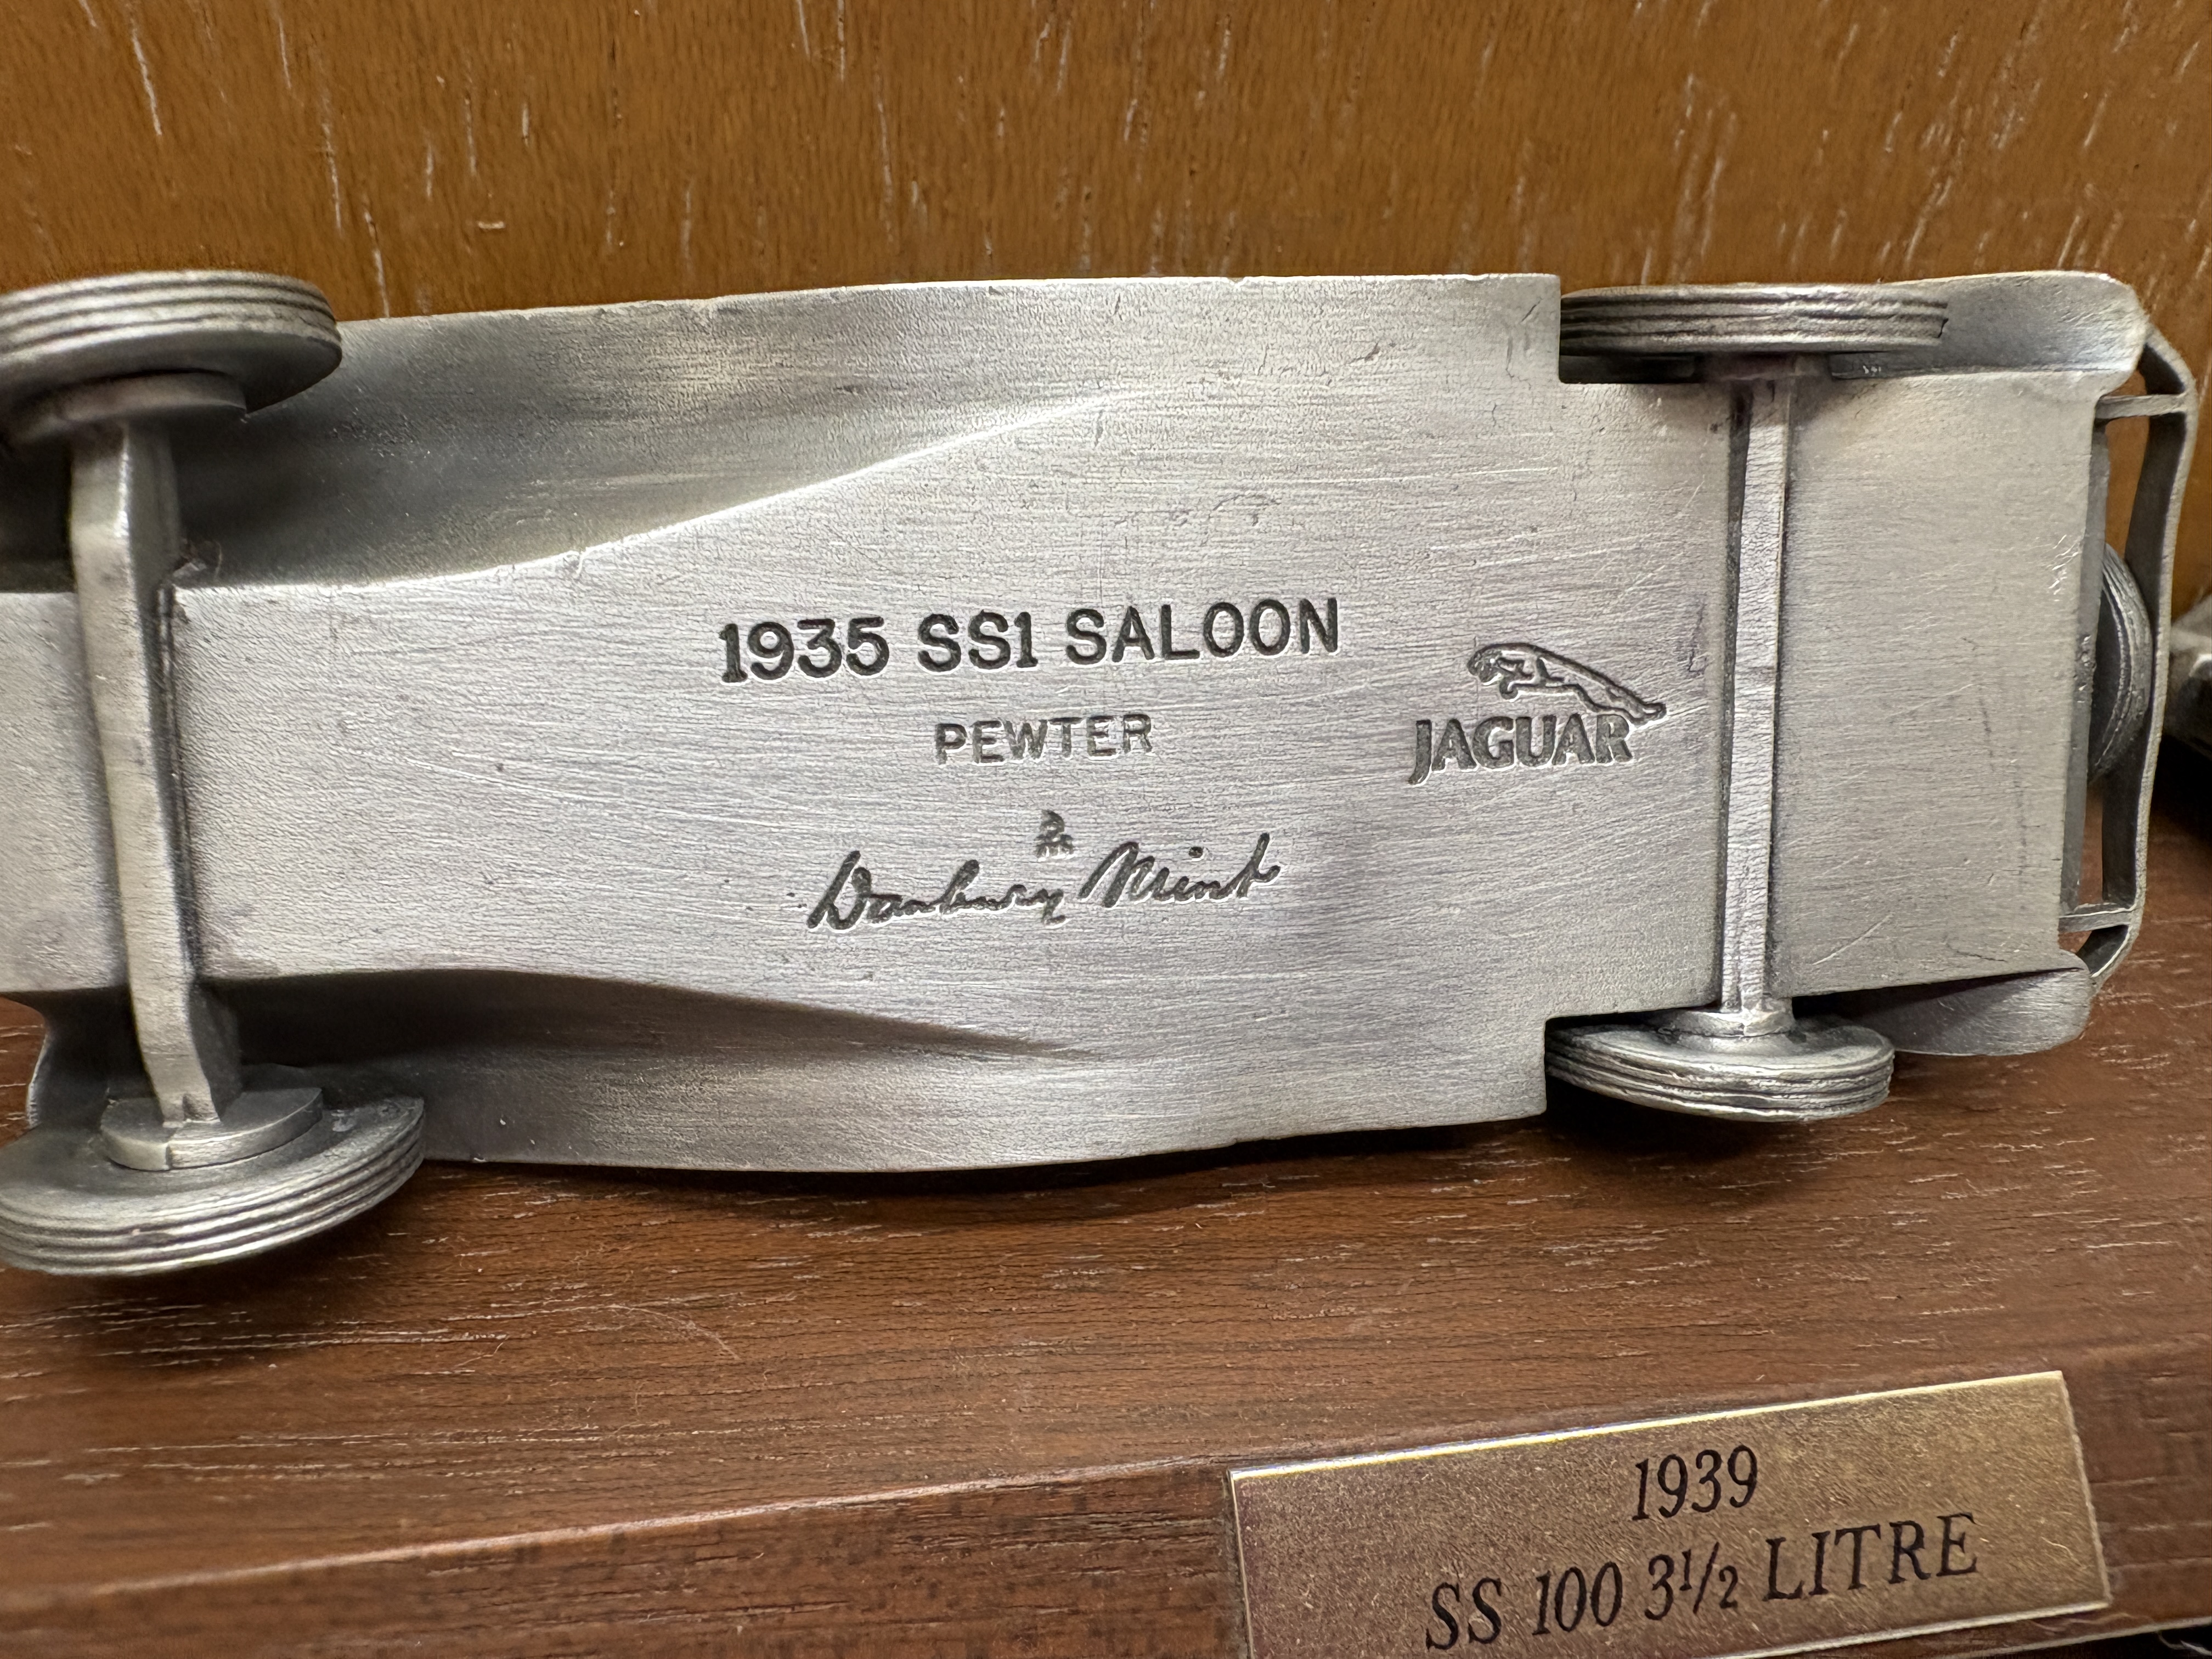 1935 SS1 SALOON
PEWTER
JAGUAR
Danbury Mint
1939
SS 100 3½ LITRE